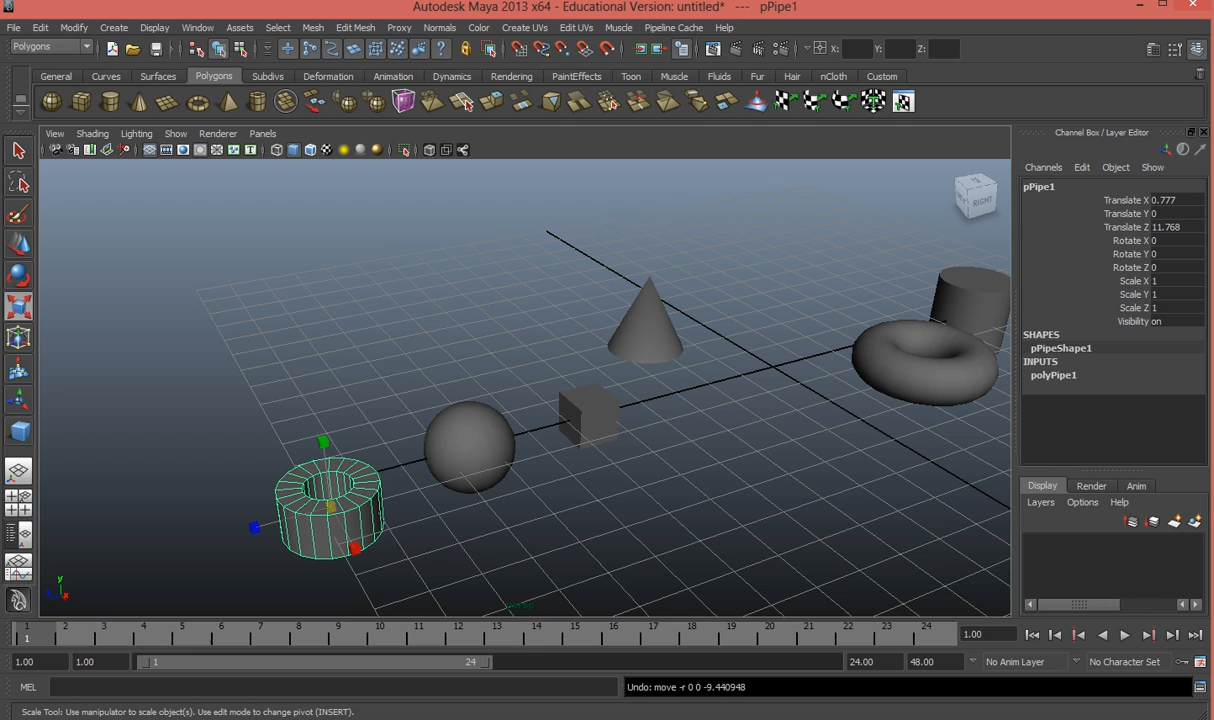 Autodesk Maya 2013 x64 - Educational Version: untitled* --- pPipe1
File Edit Modify Create Display Window Assets Select Mesh Edit Mesh Proxy Normals Color Create UVs Edit UVs Muscle Pipeline Cache Help
Polygons X: Y: Z:
General Curves Surfaces Polygons Subdivs Deformation Animation Dynamics Rendering PaintEffects Toon Muscle Fluids Fur Hair nCloth Custom
View Shading Lighting Show Renderer Panels
Channel Box / Layer Editor
Channels Edit Object Show
pPipe1
Translate X 0.777
Translate Y 0
Translate Z 11.768
Rotate X 0
Rotate Y 0
Rotate Z 0
Scale X 1
Scale Y 1
Scale Z 1
Visibility on
SHAPES
pPipeShape1
INPUTS
polyPipe1
RIGHT
Display Render Anim
Layers Options Help
y
x
persp
1 2 3 4 5 6 7 8 9 10 11 12 13 14 15 16 17 18 19 20 21 22 23 24
1
1.00
1.00 1.00 1 24 24.00 48.00 No Anim Layer No Character Set
MEL Undo: move -r 0 0 -9.440948
Scale Tool: Use manipulator to scale object(s). Use edit mode to change pivot (INSERT).